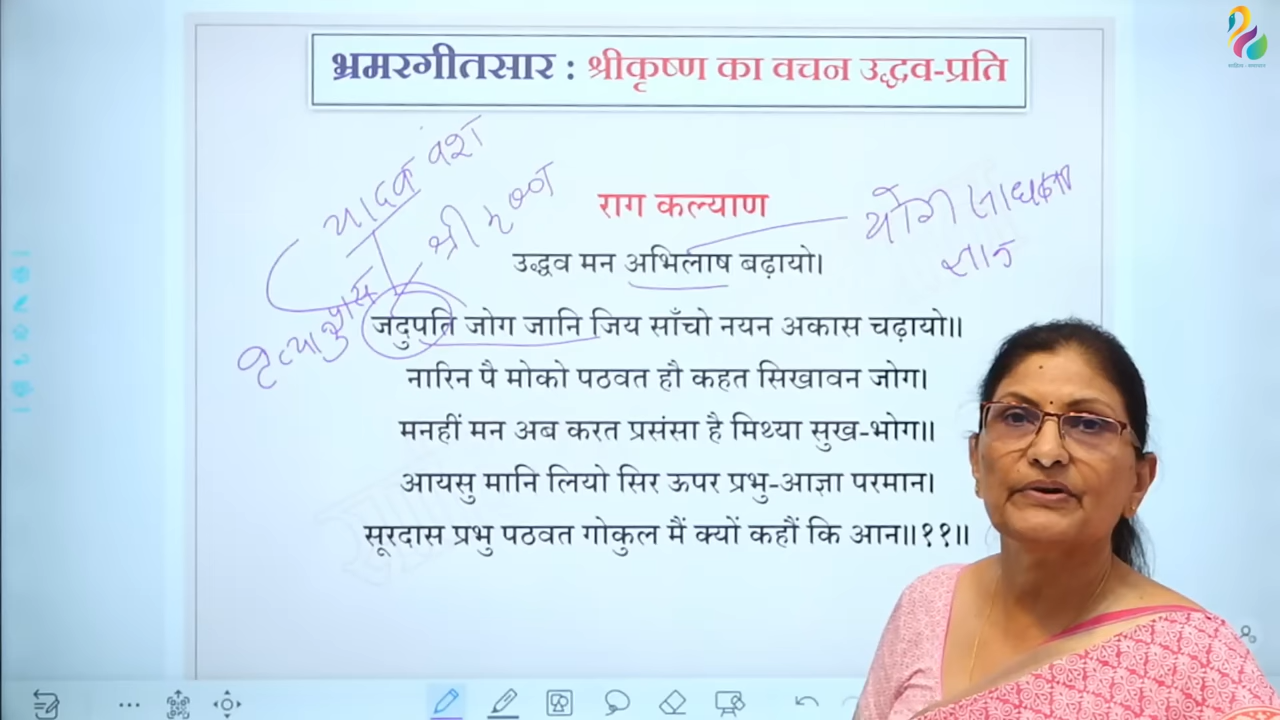 भ्रमरगीतसार : श्रीकृष्ण का वचन उद्धव-प्रति
यादव वंश
श्री कृष्ण
राग कल्याण
योग साधना
उद्धव मन अभिलाष बढ़ायो।
जदुपति जोग जानि जिय साँचो नयन अकास चढ़ायो॥
नारिन पै मोको पठवत हौ कहत सिखावन जोग।
मनहीं मन अब करत प्रसंसा है मिथ्या सुख-भोग॥
आयसु मानि लियो सिर ऊपर प्रभु-आज्ञा परमान।
सूरदास प्रभु पठवत गोकुल मैं क्यों कहौं कि आन॥११॥